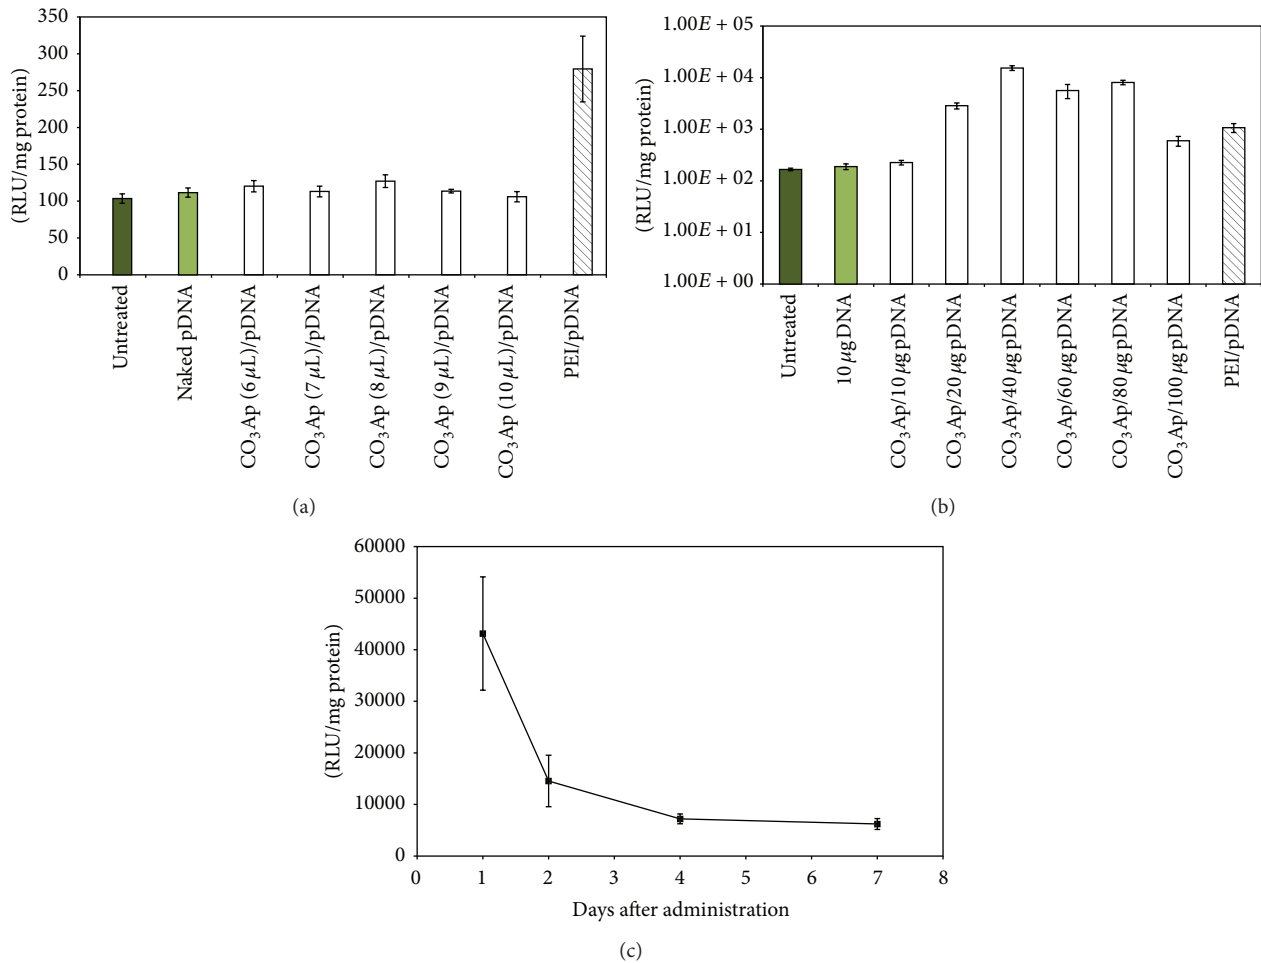 350
300
250
200
150
100
50
0
(RLU/mg protein)
Untreated
Naked pDNA
CO₃Ap (6 μL)/pDNA
CO₃Ap (7 μL)/pDNA
CO₃Ap (8 μL)/pDNA
CO₃Ap (9 μL)/pDNA
CO₃Ap (10 μL)/pDNA
PEI/pDNA
(a)
1.00E + 05
1.00E + 04
1.00E + 03
1.00E + 02
1.00E + 01
1.00E + 00
(RLU/mg protein)
Untreated
10 μg DNA
CO₃Ap/10 μg pDNA
CO₃Ap/20 μg pDNA
CO₃Ap/40 μg pDNA
CO₃Ap/60 μg pDNA
CO₃Ap/80 μg pDNA
CO₃Ap/100 μg pDNA
PEI/pDNA
(b)
60000
50000
40000
30000
20000
10000
0
(RLU/mg protein)
0 1 2 3 4 5 6 7 8
Days after administration
(c)